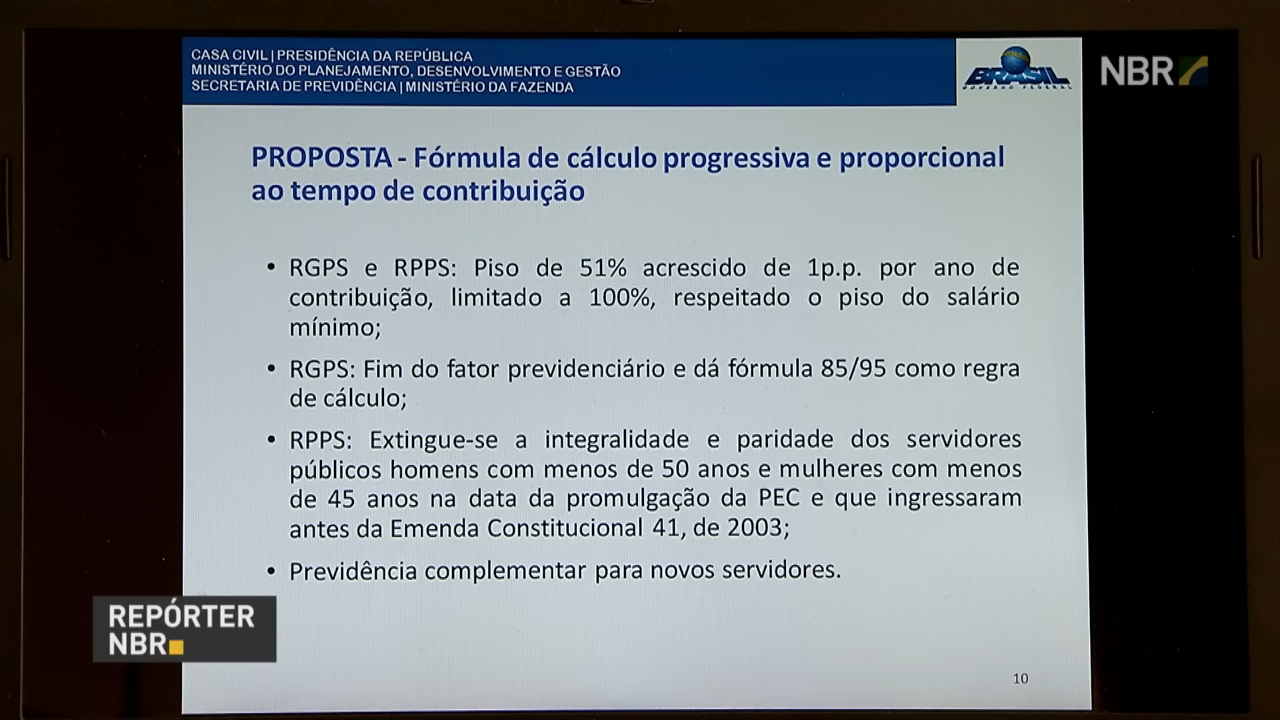 CASA CIVIL | PRESIDÊNCIA DA REPÚBLICA
MINISTÉRIO DO PLANEJAMENTO, DESENVOLVIMENTO E GESTÃO
SECRETARIA DE PREVIDÊNCIA | MINISTÉRIO DA FAZENDA
BRASIL
GOVERNO FEDERAL
NBR
PROPOSTA - Fórmula de cálculo progressiva e proporcional
ao tempo de contribuição
• RGPS e RPPS: Piso de 51% acrescido de 1p.p. por ano de
contribuição, limitado a 100%, respeitado o piso do salário
mínimo;
• RGPS: Fim do fator previdenciário e dá fórmula 85/95 como regra
de cálculo;
• RPPS: Extingue-se a integralidade e paridade dos servidores
públicos homens com menos de 50 anos e mulheres com menos
de 45 anos na data da promulgação da PEC e que ingressaram
antes da Emenda Constitucional 41, de 2003;
• Previdência complementar para novos servidores.
REPÓRTER
NBR
10